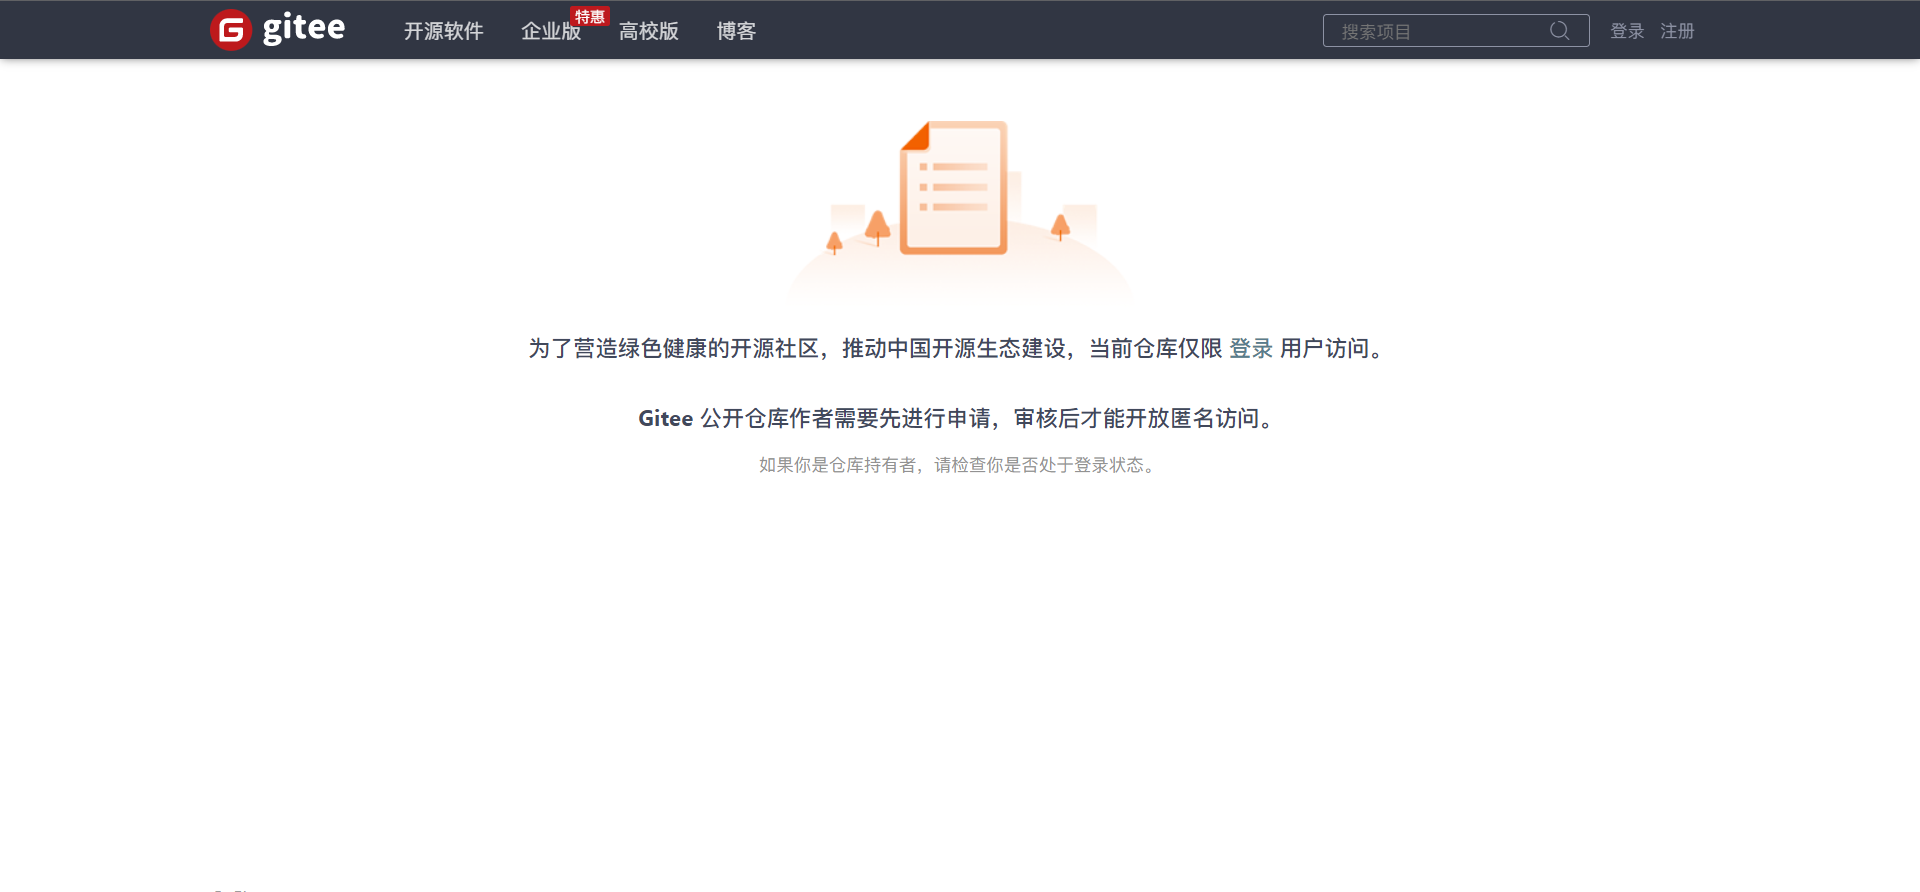 gitee
开源软件
企业版
特惠
高校版
博客
搜索项目
登录
注册
为了营造绿色健康的开源社区，推动中国开源生态建设，当前仓库仅限 登录 用户访问。
Gitee 公开仓库作者需要先进行申请，审核后才能开放匿名访问。
如果你是仓库持有者，请检查你是否处于登录状态。